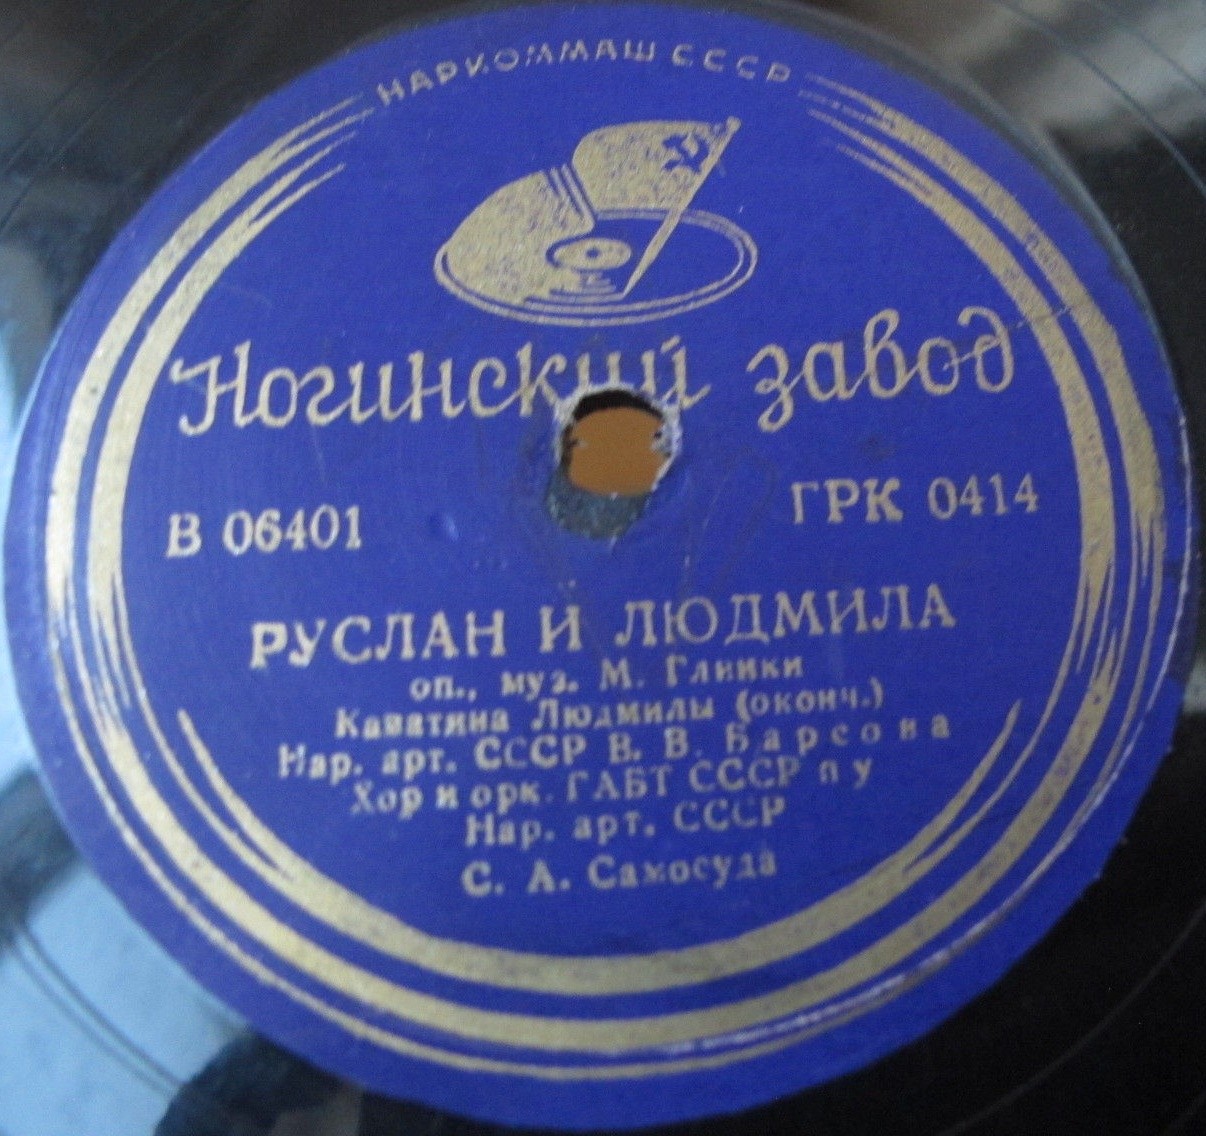 НАРКОММАШ СССР
Ногинский завод
В 06401
ГРК 0414
РУСЛАН И ЛЮДМИЛА
оп., муз. М. Глинки
Каватина Людмилы (оконч.)
Нар. арт. СССР В. В. Барсова
Хор и орк. ГАБТ СССР п у
Нар. арт. СССР
С. А. Самосуда